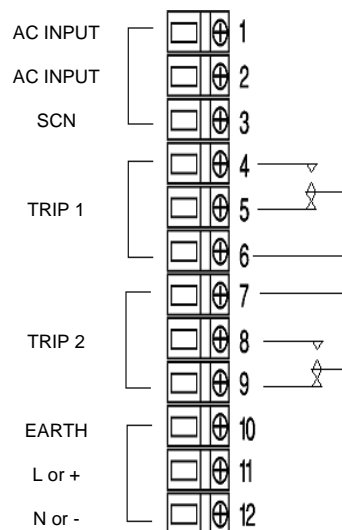 AC INPUT 1
AC INPUT 2
SCN 3
4
TRIP 1 5
6
7
TRIP 2 8
9
EARTH 10
L or + 11
N or - 12